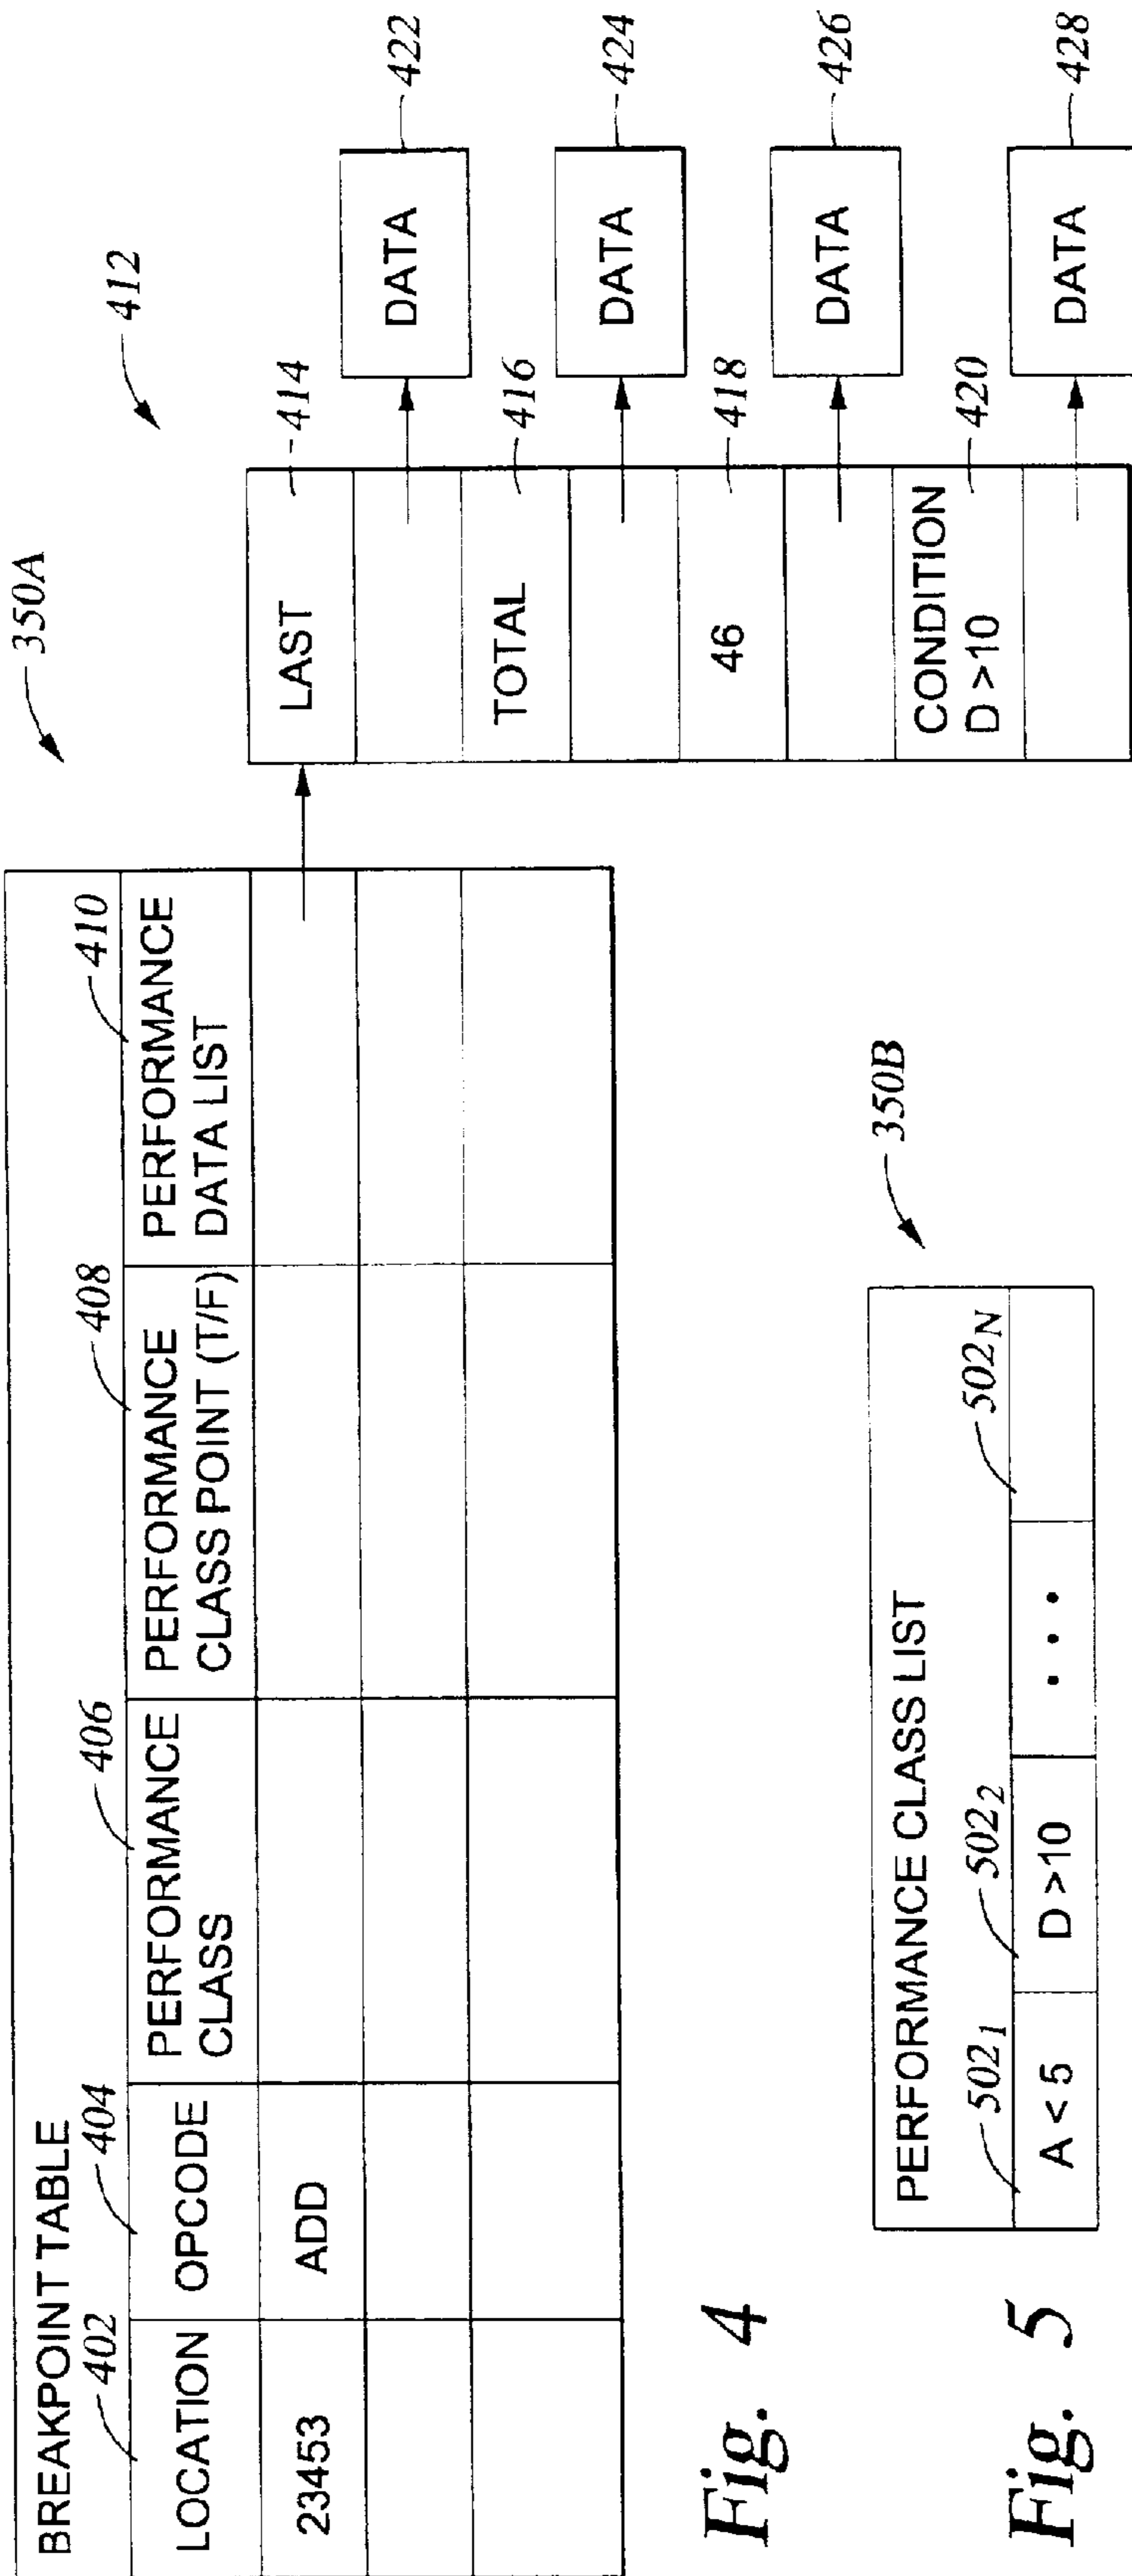 350A
BREAKPOINT TABLE
402
404
406
408
410
LOCATION
OPCODE
PERFORMANCE
CLASS
PERFORMANCE
CLASS POINT (T/F)
PERFORMANCE
DATA LIST
23453
ADD
412
LAST
414
DATA
422
TOTAL
416
DATA
424
46
418
DATA
426
CONDITION
D >10
420
DATA
428
Fig. 4
350B
PERFORMANCE CLASS LIST
502₁
502₂
502N
A < 5
D >10
• • •
Fig. 5